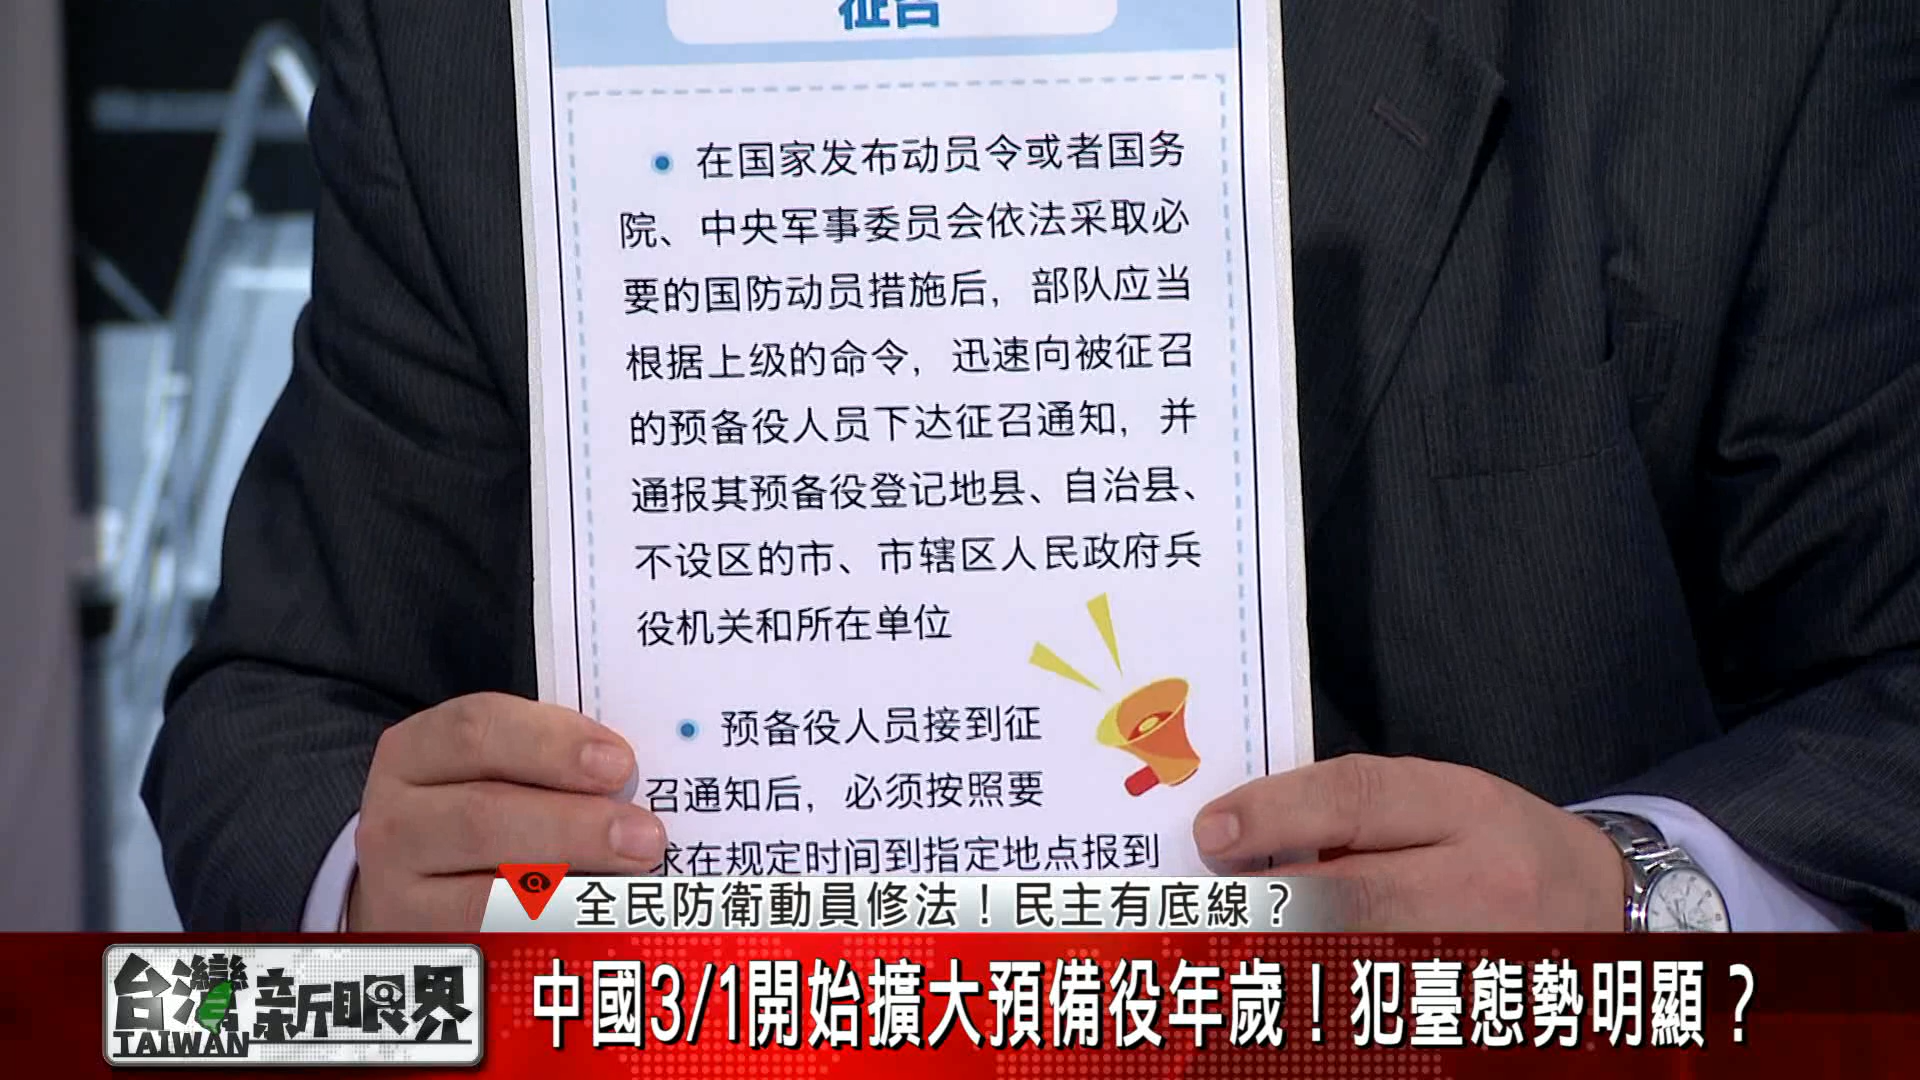 征召
在国家发布动员令或者国务
院、中央军事委员会依法采取必
要的国防动员措施后，部队应当
根据上级的命令，迅速向被征召
的预备役人员下达征召通知，并
通报其预备役登记地县、自治县、
不设区的市、市辖区人民政府兵
役机关和所在单位
预备役人员接到征
召通知后，必须按照要
求在规定时间到指定地点报到
全民防衛動員修法！民主有底線？
台灣新眼界
TAIWAN
中國3/1開始擴大預備役年歲！犯臺態勢明顯？